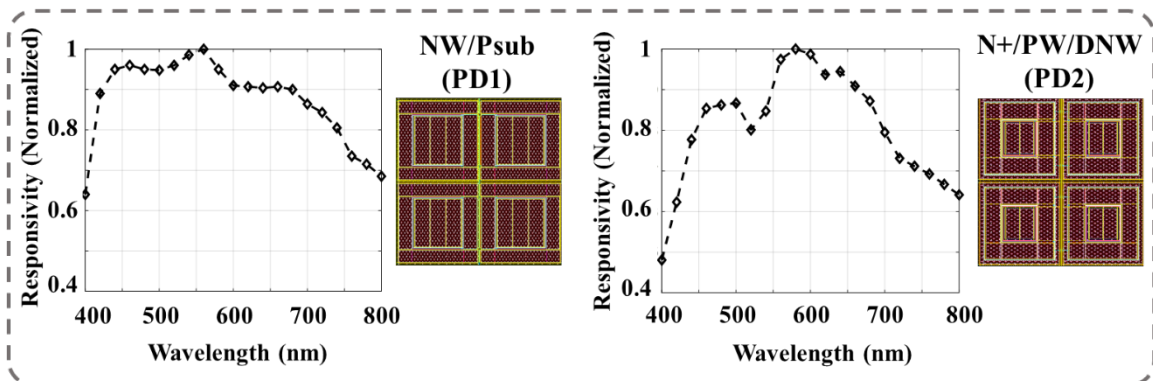 NW/Psub
(PD1)
Responsivity (Normalized)
1
0.8
0.6
0.4
400 500 600 700 800
Wavelength (nm)
N+/PW/DNW
(PD2)
Responsivity (Normalized)
1
0.8
0.6
0.4
400 500 600 700 800
Wavelength (nm)